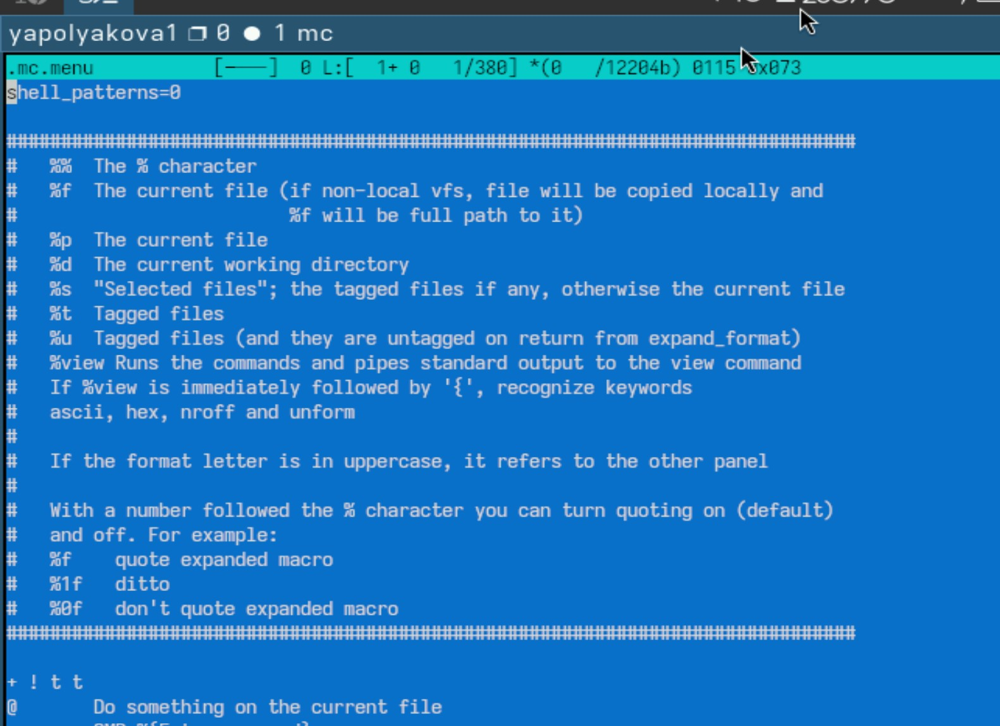 yapolyakova1 0 ● 1 mc
.mc.menu [----] 0 L:[ 1+ 0 1/380] *(0 /12204b) 0115 0x073
shell_patterns=0
##############################################################################
# %% The % character
# %f The current file (if non-local vfs, file will be copied locally and
# %f will be full path to it)
# %p The current file
# %d The current working directory
# %s "Selected files"; the tagged files if any, otherwise the current file
# %t Tagged files
# %u Tagged files (and they are untagged on return from expand_format)
# %view Runs the commands and pipes standard output to the view command
# If %view is immediately followed by '{', recognize keywords
# ascii, hex, nroff and unform
#
# If the format letter is in uppercase, it refers to the other panel
#
# With a number followed the % character you can turn quoting on (default)
# and off. For example:
# %f quote expanded macro
# %1f ditto
# %0f don't quote expanded macro
##############################################################################
+ ! t t
@ Do something on the current file